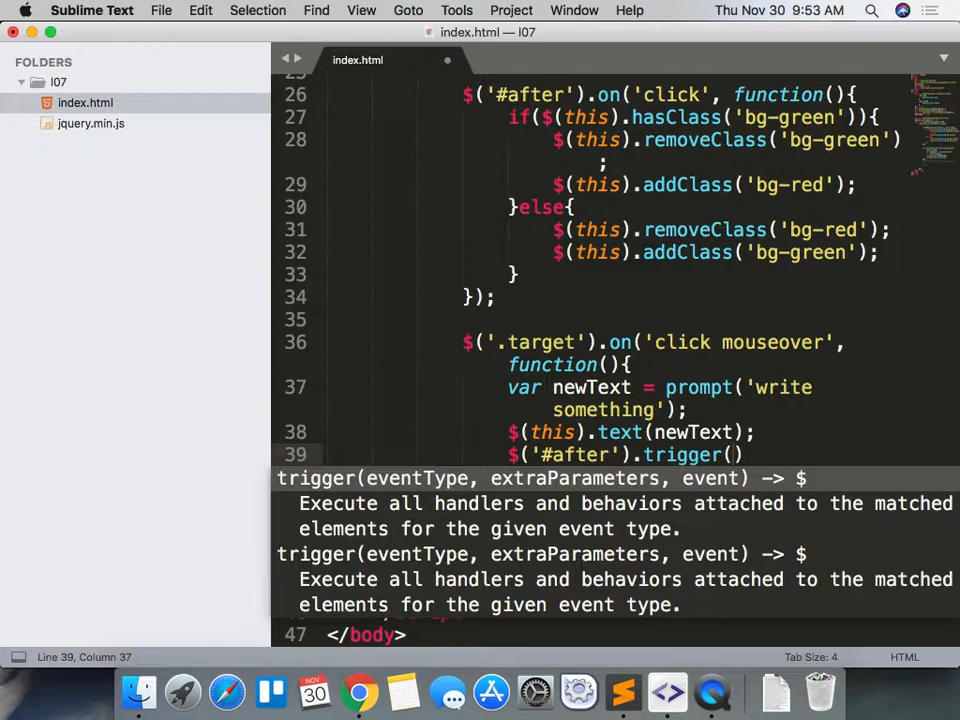 Sublime Text File Edit Selection Find View Goto Tools Project Window Help Thu Nov 30 9:53 AM
index.html — l07
FOLDERS
l07
index.html
jquery.min.js
index.html
26 $('#after').on('click', function(){
27 if($(this).hasClass('bg-green')){
28 $(this).removeClass('bg-green')
;
29 $(this).addClass('bg-red');
30 }else{
31 $(this).removeClass('bg-red');
32 $(this).addClass('bg-green');
33 }
34 });
35
36 $('.target').on('click mouseover',
function(){
37 var newText = prompt('write
something');
38 $(this).text(newText);
39 $('#after').trigger()
trigger(eventType, extraParameters, event) -> $
Execute all handlers and behaviors attached to the matched
elements for the given event type.
trigger(eventType, extraParameters, event) -> $
Execute all handlers and behaviors attached to the matched
elements for the given event type.
47 </body>
Line 39, Column 37 Tab Size: 4 HTML
NOV
30